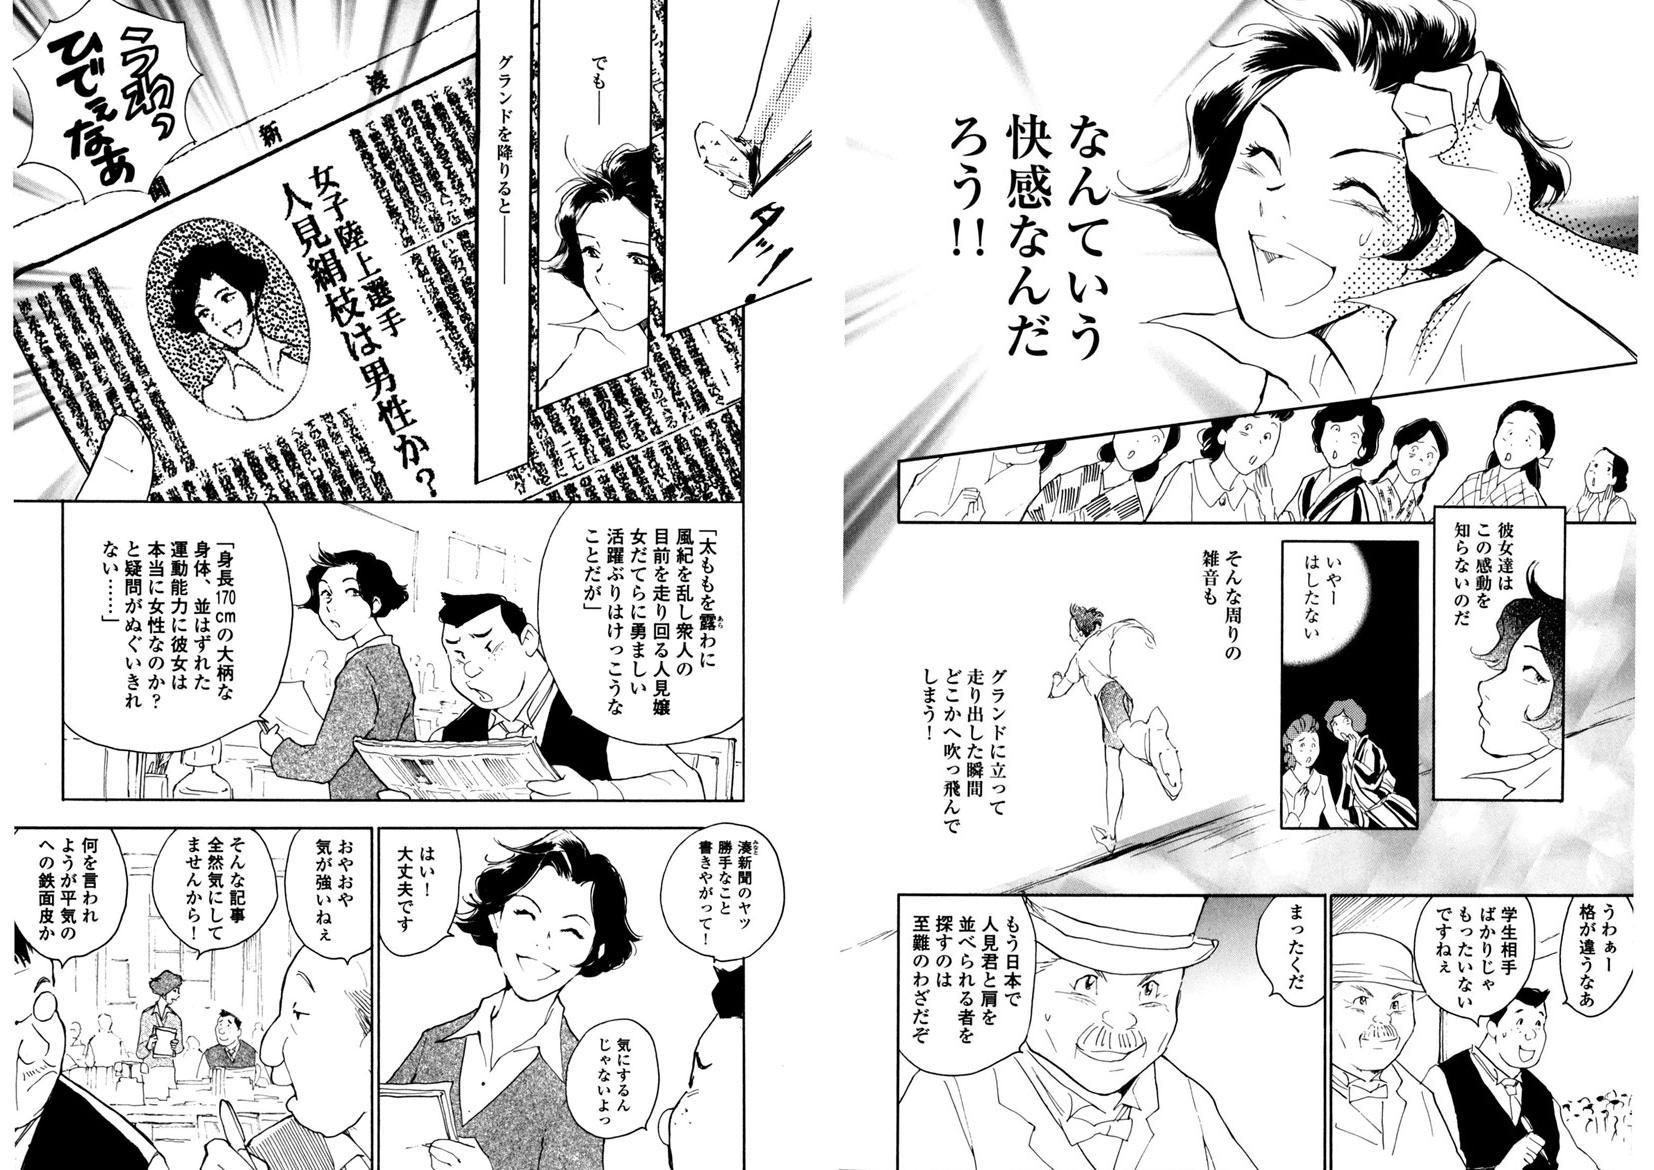 なんていう
快感なんだ
ろう!!
彼女達は
この感動を
知らないのだ
いやー
はしたない
そんな周りの
雑音も
グランドに立って
走り出した瞬間
どこかへ吹っ飛んで
しまう!
うわぁー
格が違うなあ
学生相手
ばかりじゃ
もったいない
ですねぇ
まったくだ
もう日本で
人見君と肩を
並べられる者を
探すのは
至難のわざだぞ
タッ!
でも——
グランドを降りると———
湊新聞
女子陸上選手
人見絹枝は男性か?
うわっ
ひでぇなあ
「太ももを露わに
あら
風紀を乱し衆人の
目前を走り回る人見嬢
女だてらに勇ましい
活躍ぶりはけっこうな
ことだが」
「身長170cmの大柄な
身体、並はずれた
運動能力に彼女は
本当に女性なのか?
と疑問がぬぐいきれ
ない……」
湊新聞のヤツ
みなと
勝手なこと
書きやがって!
気にするん
じゃないよっ
はい!
大丈夫です
おやおや
気が強いねぇ
そんな記事
全然気にして
ませんから!
何を言われ
ようが平気の
への鉄面皮か